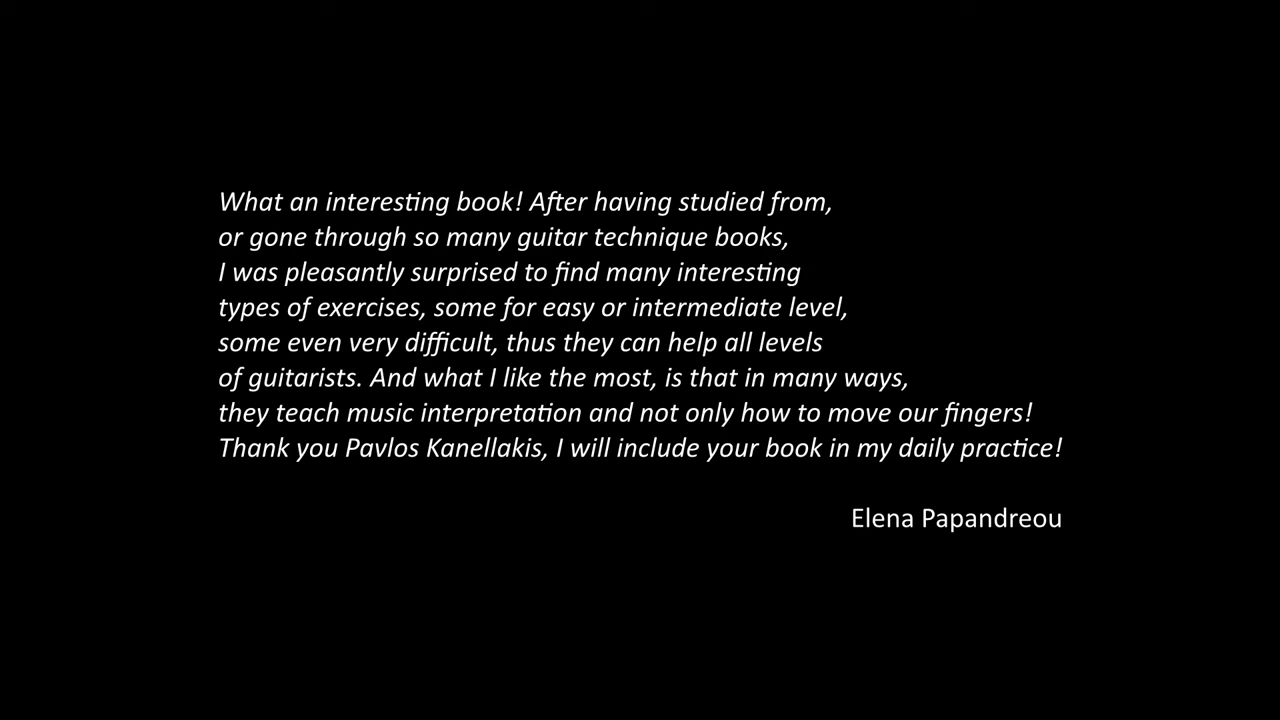 What an interesting book! After having studied from,
or gone through so many guitar technique books,
I was pleasantly surprised to find many interesting
types of exercises, some for easy or intermediate level,
some even very difficult, thus they can help all levels
of guitarists. And what I like the most, is that in many ways,
they teach music interpretation and not only how to move our fingers!
Thank you Pavlos Kanellakis, I will include your book in my daily practice!
Elena Papandreou